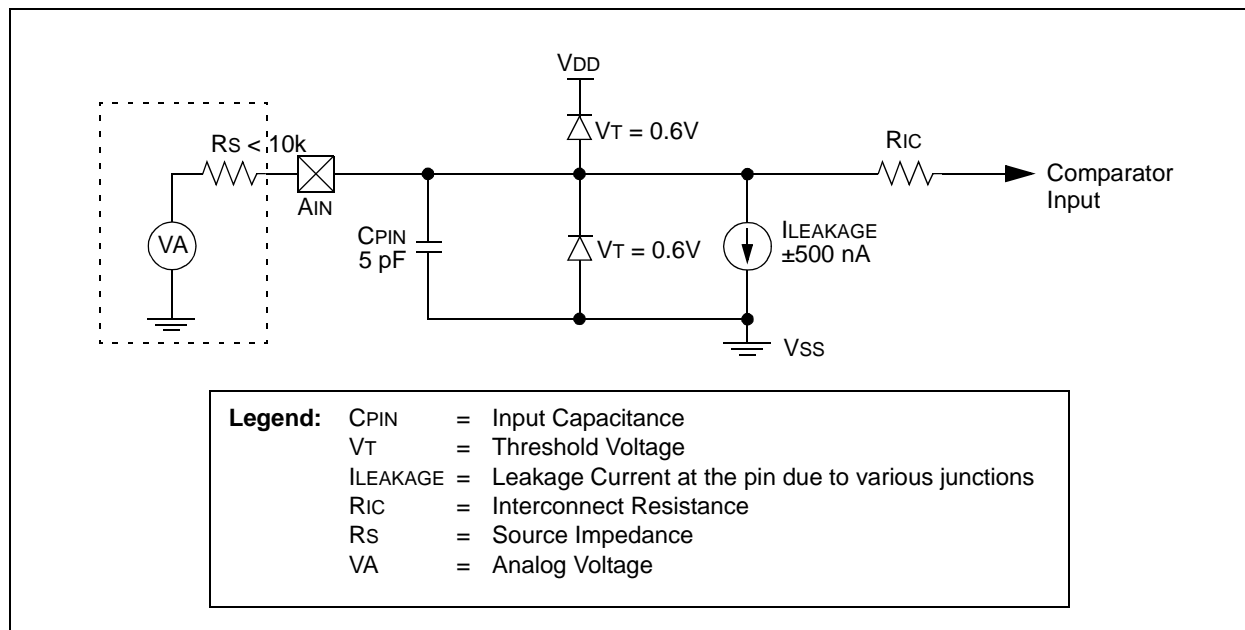 VDD
VT = 0.6V
RS < 10k
RIC
AIN
Comparator
Input
VA
CPIN
5 pF
VT = 0.6V
ILEAKAGE
±500 nA
VSS
Legend: CPIN = Input Capacitance
VT = Threshold Voltage
ILEAKAGE = Leakage Current at the pin due to various junctions
RIC = Interconnect Resistance
RS = Source Impedance
VA = Analog Voltage